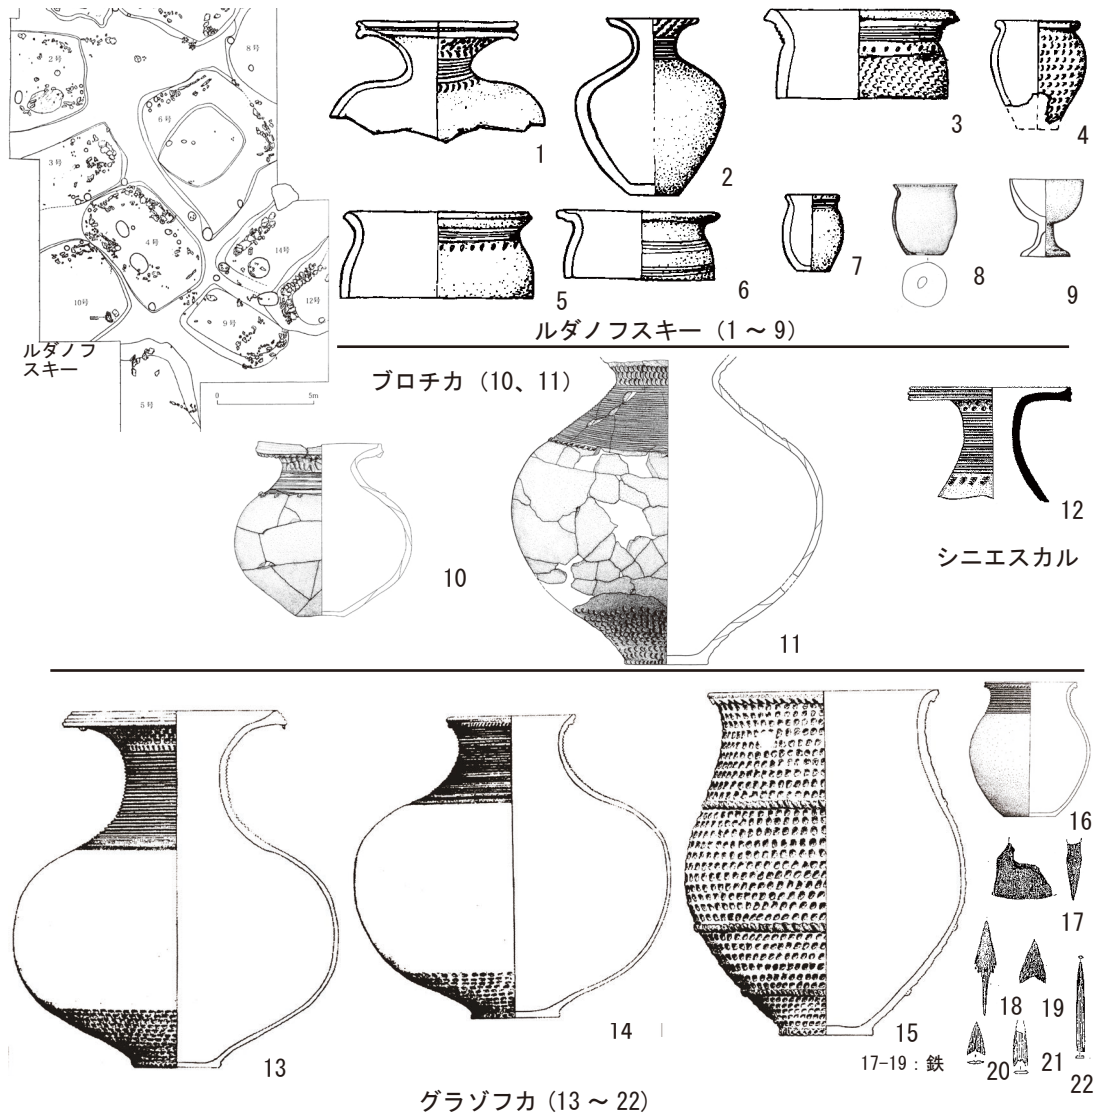 2号
8号
6号
3号
4号
14号
10号
12号
9号
5号
0 5m
ルダノフ
スキー
1
2
3
4
5
6
7
8
9
ルダノフスキー (1 ~ 9)
ブロチカ (10、11)
10
11
12
シニエスカル
13
14
15
16
17
18
19
20
21
22
17-19 : 鉄
グラゾフカ (13 ~ 22)